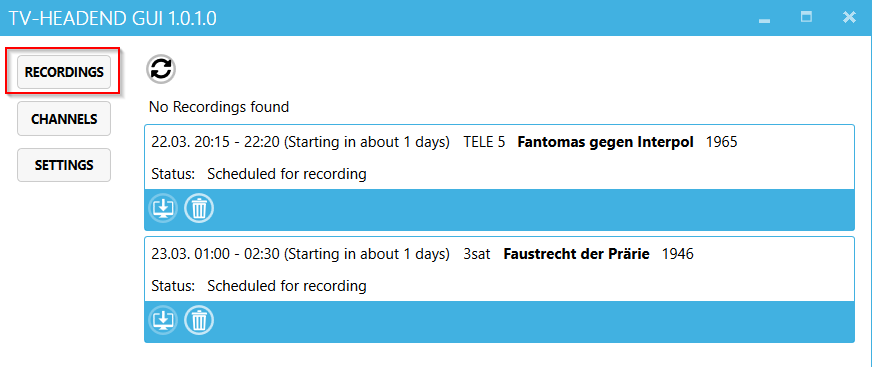 TV-HEADEND GUI 1.0.1.0
RECORDINGS
CHANNELS
SETTINGS
No Recordings found
22.03. 20:15 - 22:20 (Starting in about 1 days) TELE 5 Fantomas gegen Interpol 1965
Status: Scheduled for recording
23.03. 01:00 - 02:30 (Starting in about 1 days) 3sat Faustrecht der Prärie 1946
Status: Scheduled for recording